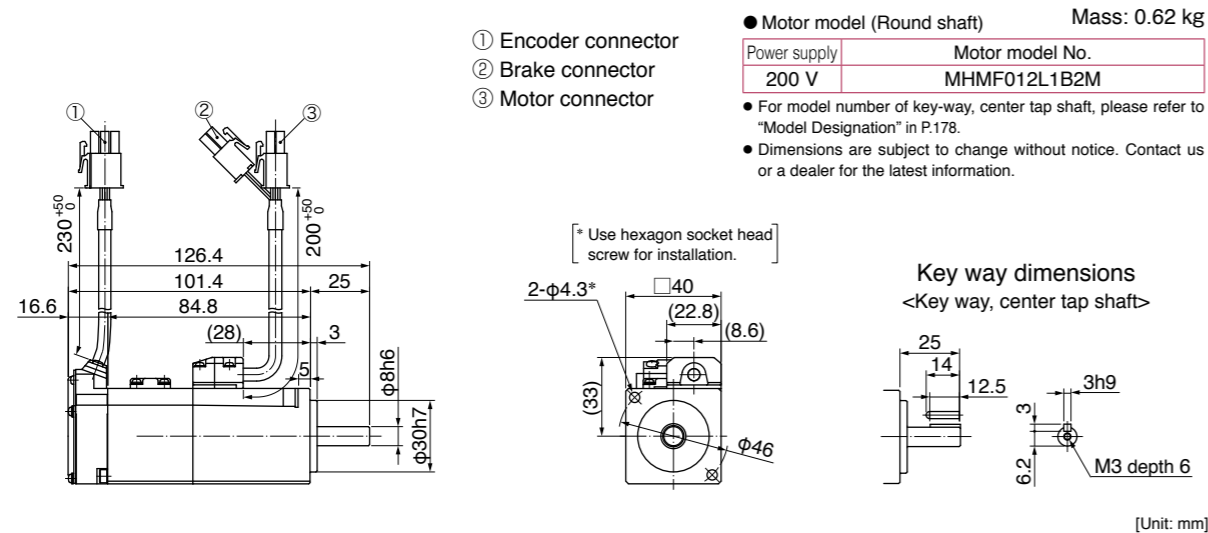 ① Encoder connector
② Brake connector
③ Motor connector
● Motor model (Round shaft)
Mass: 0.62 kg
Power supply Motor model No.
200 V MHMF012L1B2M
● For model number of key-way, center tap shaft, please refer to
“Model Designation” in P.178.
● Dimensions are subject to change without notice. Contact us
or a dealer for the latest information.
①
②
③
230 +50 0
200 +50 0
126.4
101.4
25
16.6
84.8
(28)
3
5
φ8h6
φ30h7
* Use hexagon socket head
screw for installation.
2-φ4.3*
□40
(22.8)
(8.6)
(33)
φ46
Key way dimensions
<Key way, center tap shaft>
25
14
12.5
3h9
3
6.2
M3 depth 6
[Unit: mm]